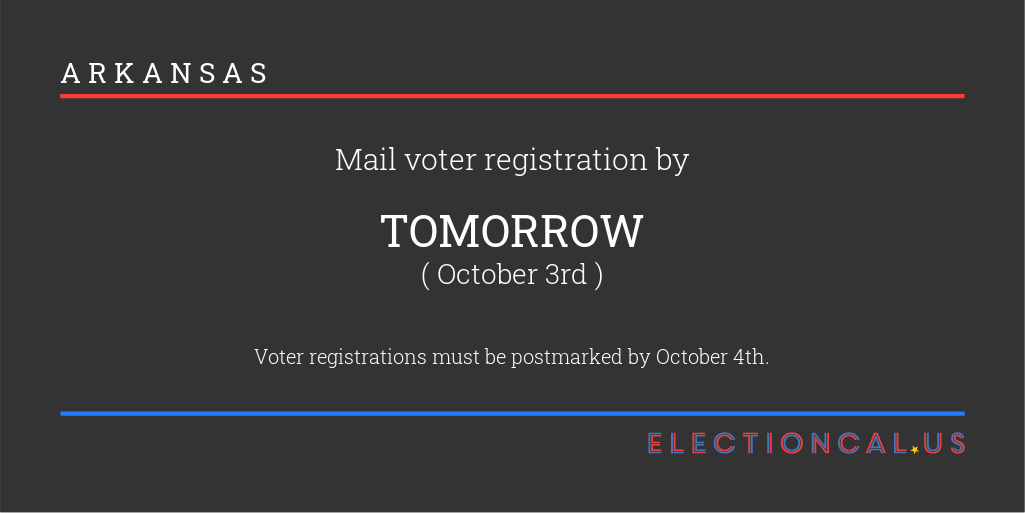 ARKANSAS
Mail voter registration by
TOMORROW
( October 3rd )
Voter registrations must be postmarked by October 4th.
ELECTIONCAL.US